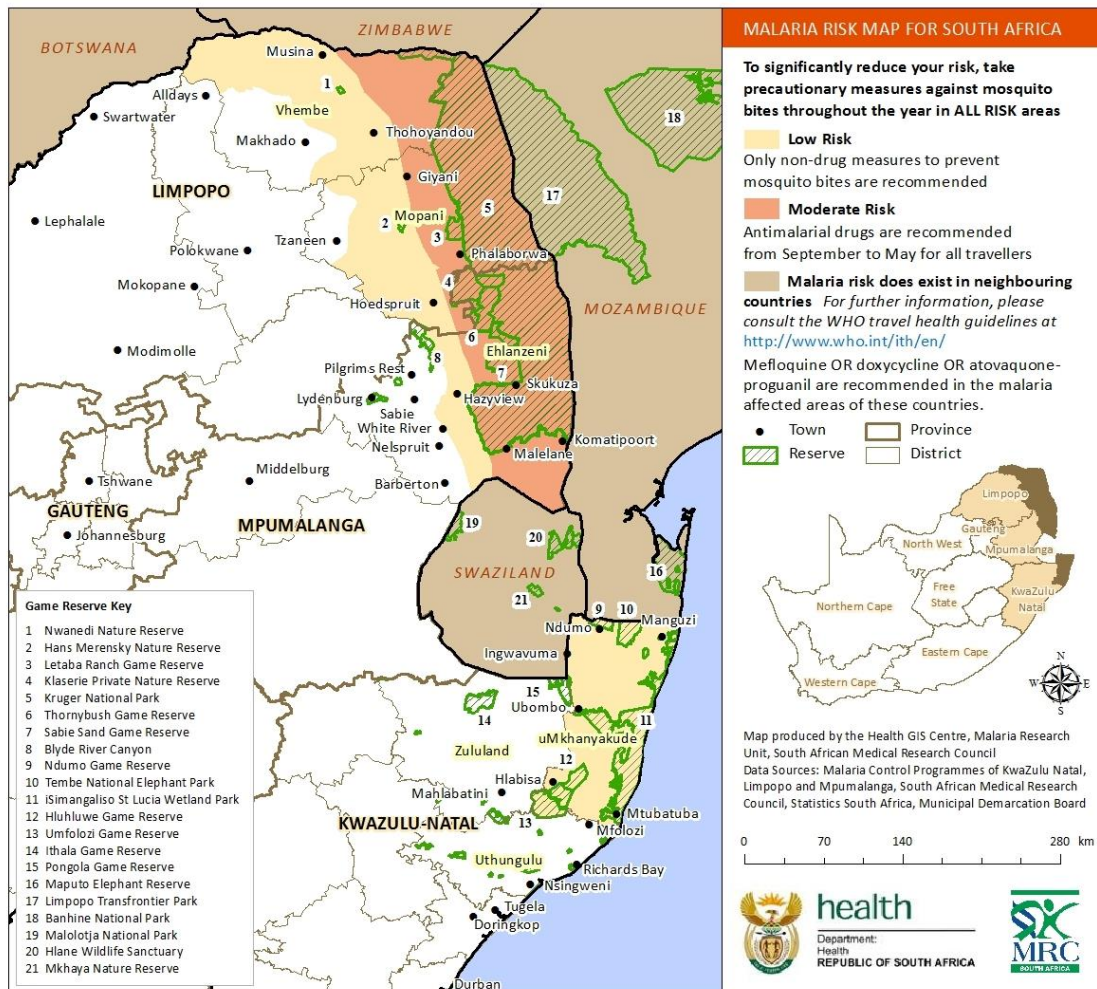 BOTSWANA
ZIMBABWE
Musina
1
Alldays
Vhembe
18
Swartwater
Makhado
Thohoyandou
LIMPOPO
Giyani
5
17
Lephalale
2
Mopani
3
Tzaneen
Polokwane
Phalaborwa
4
Mokopane
MOZAMBIQUE
Hoedspruit
6
Modimolle
8
Ehlanzeni
Pilgrims Rest
7
Skukuza
Lydenburg
Hazyview
Sabie
White River
Komatipoort
Nelspruit
Malelane
Middelburg
Tshwane
Barberton
GAUTENG
MPUMALANGA
19
Johannesburg
20
SWAZILAND
16
21
9
10
Manguzi
Ndumo
Ingwavuma
15
14
Ubombo
11
uMkhanyakude
Zululand
12
Hlabisa
Mahlabatini
Mtubatuba
KWAZULU-NATAL
13
Mfolozi
Uthungulu
Richards Bay
Nsingweni
Tugela
Doringkop
Durban
Game Reserve Key
1 Nwanedi Nature Reserve
2 Hans Merensky Nature Reserve
3 Letaba Ranch Game Reserve
4 Klaserie Private Nature Reserve
5 Kruger National Park
6 Thornybush Game Reserve
7 Sabie Sand Game Reserve
8 Blyde River Canyon
9 Ndumo Game Reserve
10 Tembe National Elephant Park
11 iSimangaliso St Lucia Wetland Park
12 Hluhluwe Game Reserve
13 Umfolozi Game Reserve
14 Ithala Game Reserve
15 Pongola Game Reserve
16 Maputo Elephant Reserve
17 Limpopo Transfrontier Park
18 Banhine National Park
19 Malolotja National Park
20 Hlane Wildlife Sanctuary
21 Mkhaya Nature Reserve
MALARIA RISK MAP FOR SOUTH AFRICA
To significantly reduce your risk, take
precautionary measures against mosquito
bites throughout the year in ALL RISK areas
Low Risk
Only non-drug measures to prevent
mosquito bites are recommended
Moderate Risk
Antimalarial drugs are recommended
from September to May for all travellers
Malaria risk does exist in neighbouring
countries For further information, please
consult the WHO travel health guidelines at
http://www.who.int/ith/en/
Mefloquine OR doxycycline OR atovaquone-
proguanil are recommended in the malaria
affected areas of these countries.
Town
Province
Reserve
District
Limpopo
Gauteng
North West
Mpumalanga
Free
State
KwaZulu
Natal
Northern Cape
Eastern Cape
Western Cape
N
W
E
S
Map produced by the Health GIS Centre, Malaria Research
Unit, South African Medical Research Council
Data Sources: Malaria Control Programmes of KwaZulu Natal,
Limpopo and Mpumalanga, South African Medical Research
Council, Statistics South Africa, Municipal Demarcation Board
0 70 140 280 km
health
Department:
Health
REPUBLIC OF SOUTH AFRICA
MRC
SOUTH AFRICA